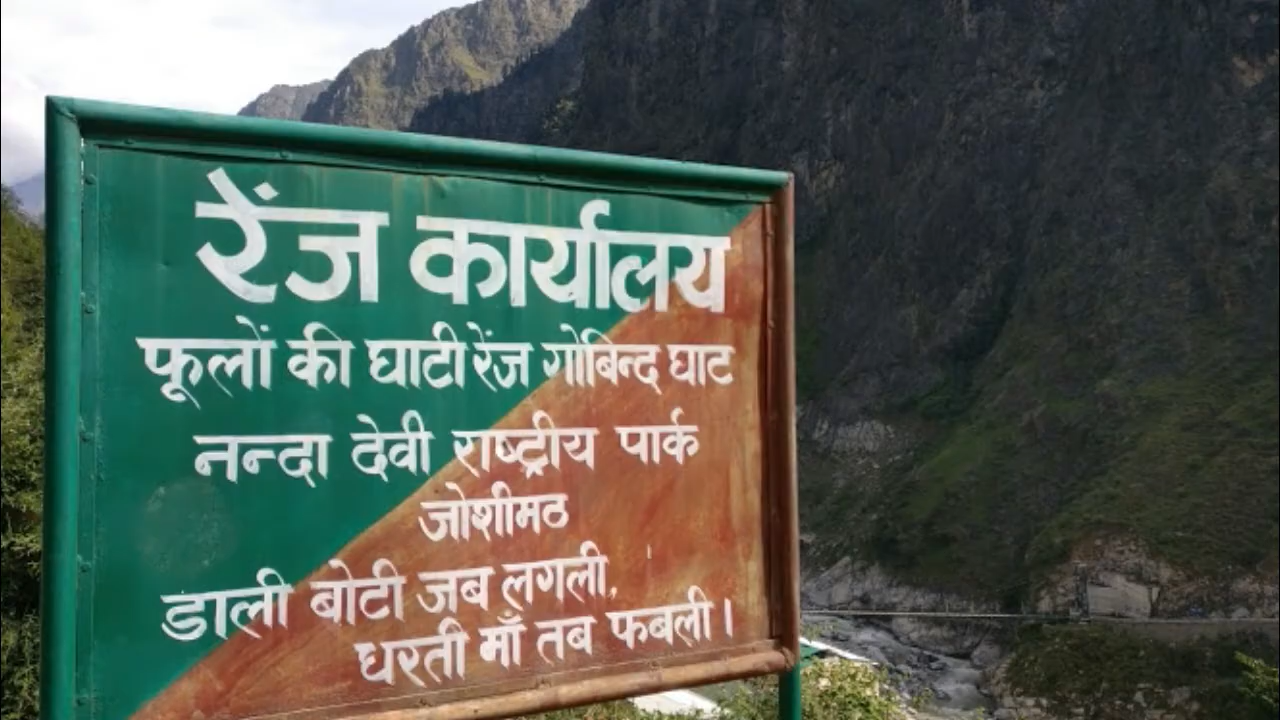 रेंज कार्यालय
फूलों की घाटी रेंज गोबिन्द घाट
नन्दा देवी राष्ट्रीय पार्क
जोशीमठ
डाली बोटी जब लगली,
धरती माँ तब फबली।